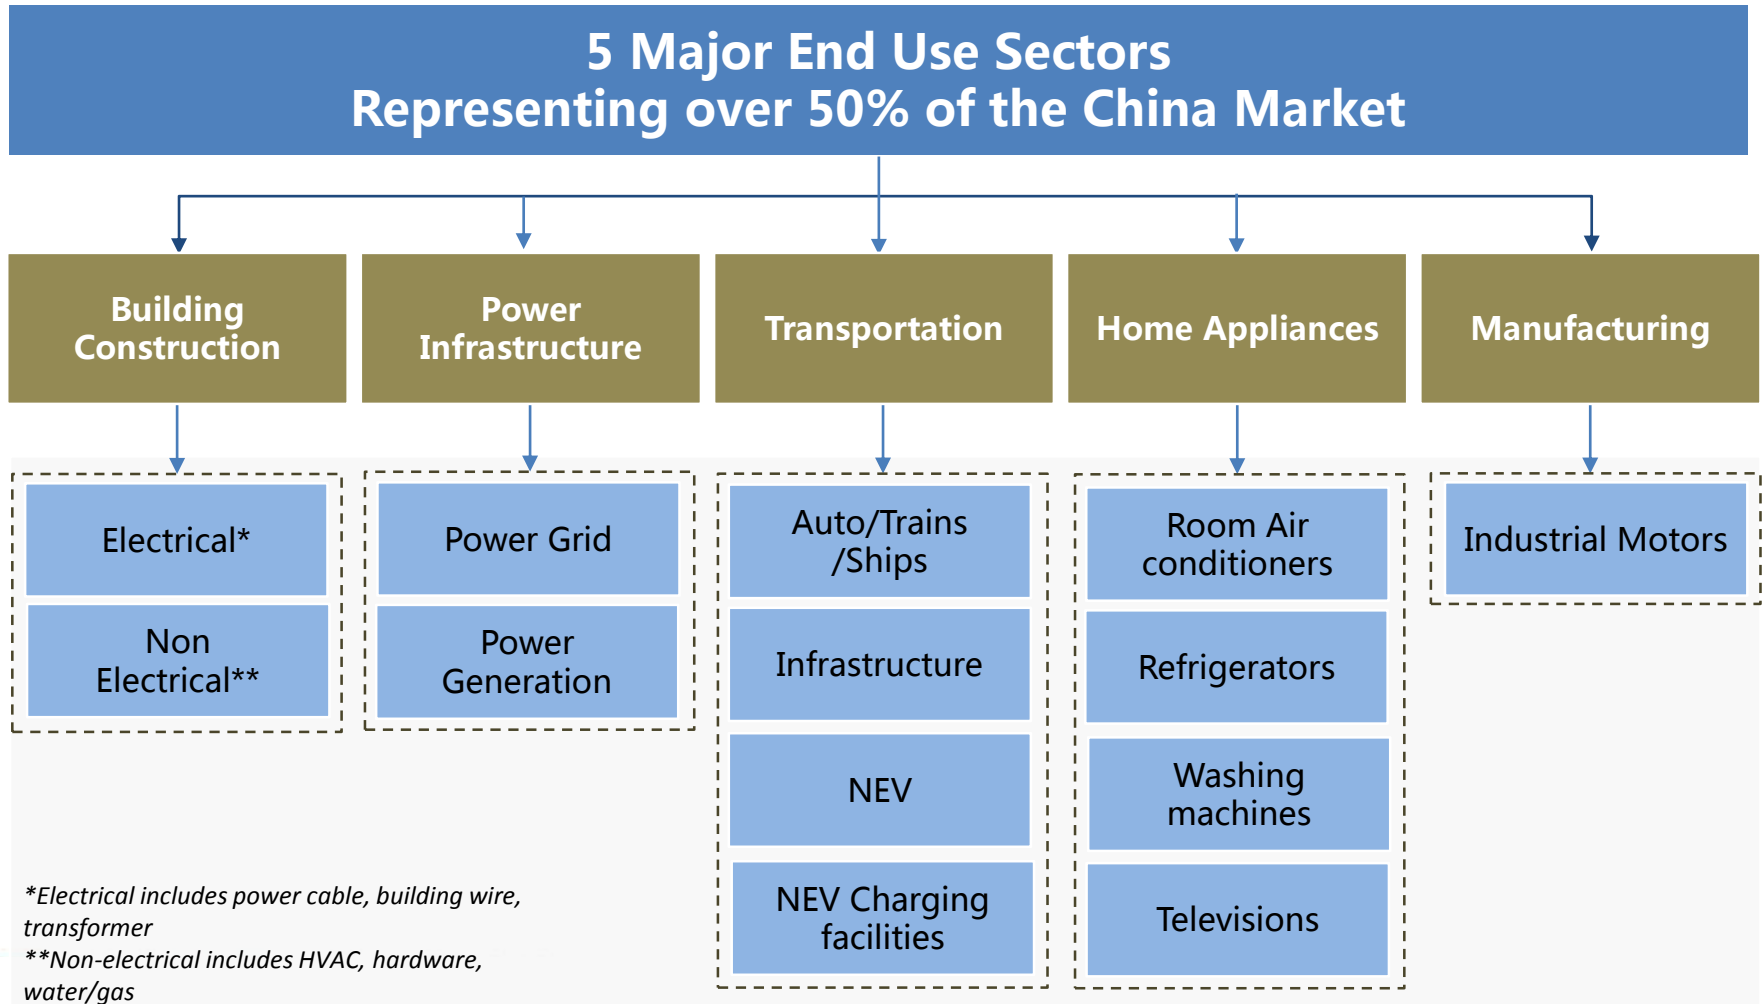 5 Major End Use Sectors
Representing over 50% of the China Market
Building
Construction
Power
Infrastructure
Transportation
Home Appliances
Manufacturing
Electrical*
Non
Electrical**
Power Grid
Power
Generation
Auto/Trains
/Ships
Infrastructure
NEV
NEV Charging
facilities
Room Air
conditioners
Refrigerators
Washing
machines
Televisions
Industrial Motors
*Electrical includes power cable, building wire,
transformer
**Non-electrical includes HVAC, hardware,
water/gas